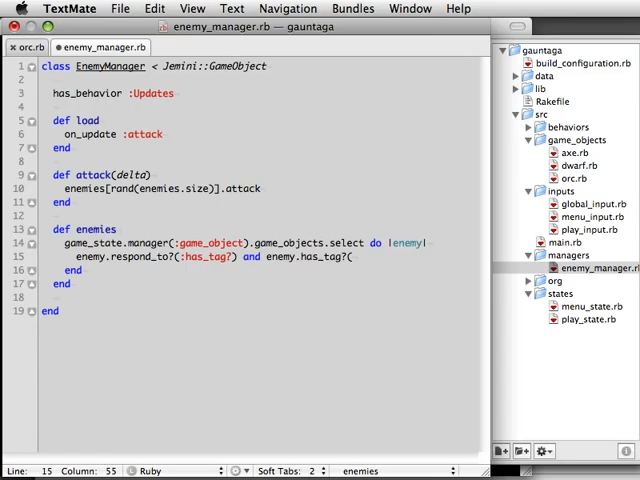 TextMate File Edit View Text Navigation Bundles Window Help
enemy_manager.rb — gauntaga
orc.rb enemy_manager.rb
1 class EnemyManager < Jemini::GameObject
2
3 has_behavior :Updates
4
5 def load
6 on_update :attack
7 end
8
9 def attack(delta)
10 enemies[rand(enemies.size)].attack
11 end
12
13 def enemies
14 game_state.manager(:game_object).game_objects.select do |enemy|
15 enemy.respond_to?(:has_tag?) and enemy.has_tag?(
16 end
17 end
18
19 end
Line: 15 Column: 55 Ruby Soft Tabs: 2 enemies
gauntaga
build_configuration.rb
data
lib
Rakefile
src
behaviors
game_objects
axe.rb
dwarf.rb
orc.rb
inputs
global_input.rb
menu_input.rb
play_input.rb
main.rb
managers
enemy_manager.rb
org
states
menu_state.rb
play_state.rb